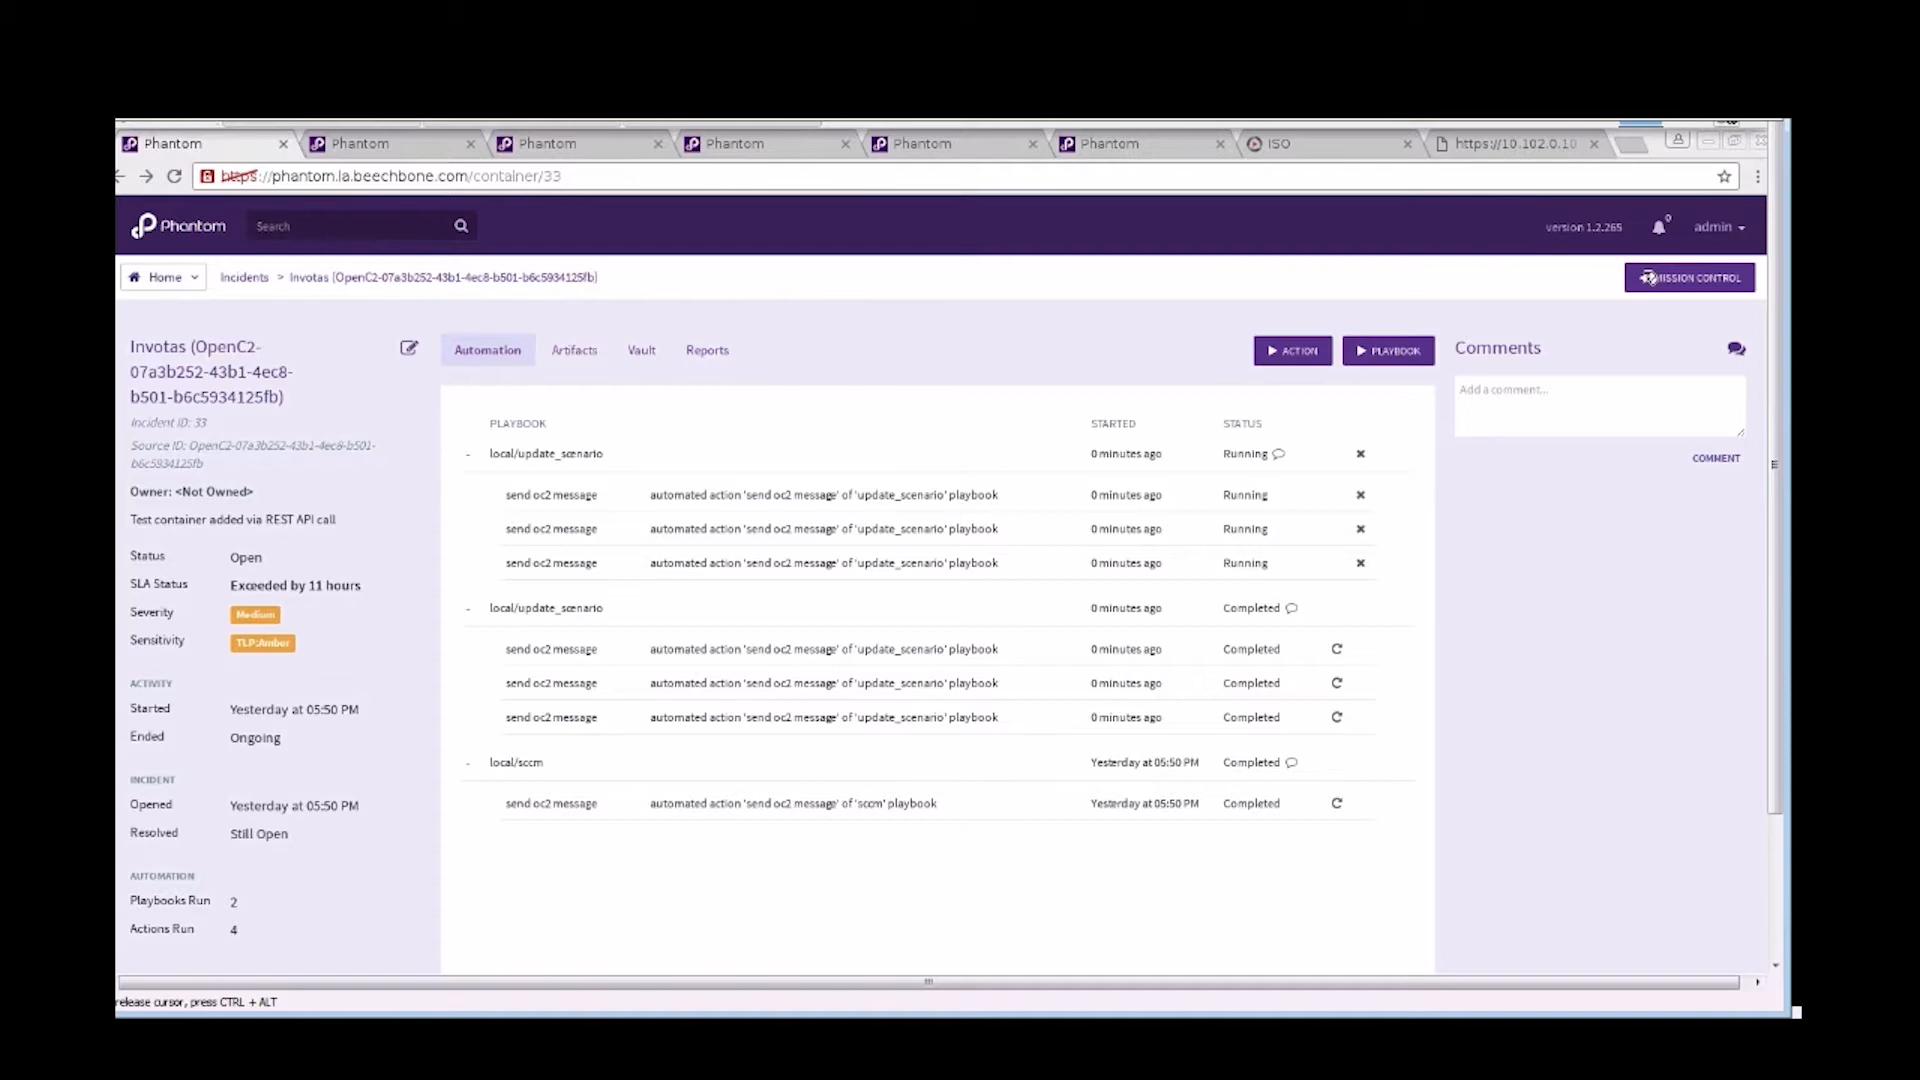 Phantom Phantom Phantom Phantom Phantom Phantom ISO https://10.102.0.10
https://phantom.la.beechbone.com/container/33
Phantom Search version 1.2.265 0 admin
Home Incidents > Invotas (OpenC2-07a3b252-43b1-4ec8-b501-b6c5934125fb) MISSION CONTROL
Invotas (OpenC2-
07a3b252-43b1-4ec8-
b501-b6c5934125fb)
Incident ID: 33
Source ID: OpenC2-07a3b252-43b1-4ec8-b501-
b6c5934125fb
Owner: <Not Owned>
Test container added via REST API call
Status Open
SLA Status Exceeded by 11 hours
Severity Medium
Sensitivity TLP:Amber
ACTIVITY
Started Yesterday at 05:50 PM
Ended Ongoing
INCIDENT
Opened Yesterday at 05:50 PM
Resolved Still Open
AUTOMATION
Playbooks Run 2
Actions Run 4
Automation Artifacts Vault Reports ACTION PLAYBOOK
PLAYBOOK STARTED STATUS
- local/update_scenario 0 minutes ago Running
send oc2 message automated action 'send oc2 message' of 'update_scenario' playbook 0 minutes ago Running
send oc2 message automated action 'send oc2 message' of 'update_scenario' playbook 0 minutes ago Running
send oc2 message automated action 'send oc2 message' of 'update_scenario' playbook 0 minutes ago Running
- local/update_scenario 0 minutes ago Completed
send oc2 message automated action 'send oc2 message' of 'update_scenario' playbook 0 minutes ago Completed
send oc2 message automated action 'send oc2 message' of 'update_scenario' playbook 0 minutes ago Completed
send oc2 message automated action 'send oc2 message' of 'update_scenario' playbook 0 minutes ago Completed
- local/sccm Yesterday at 05:50 PM Completed
send oc2 message automated action 'send oc2 message' of 'sccm' playbook Yesterday at 05:50 PM Completed
Comments
Add a comment...
COMMENT
release cursor, press CTRL + ALT